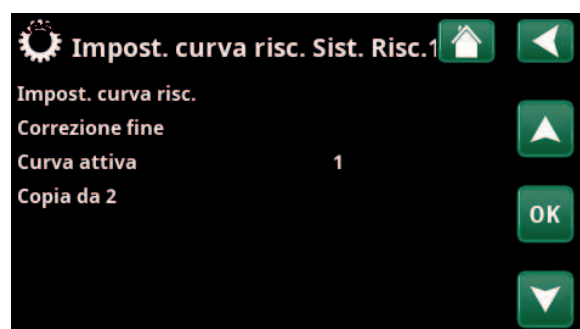 Impost. curva risc. Sist. Risc.1
Impost. curva risc.
Correzione fine
Curva attiva 1
Copia da 2
OK